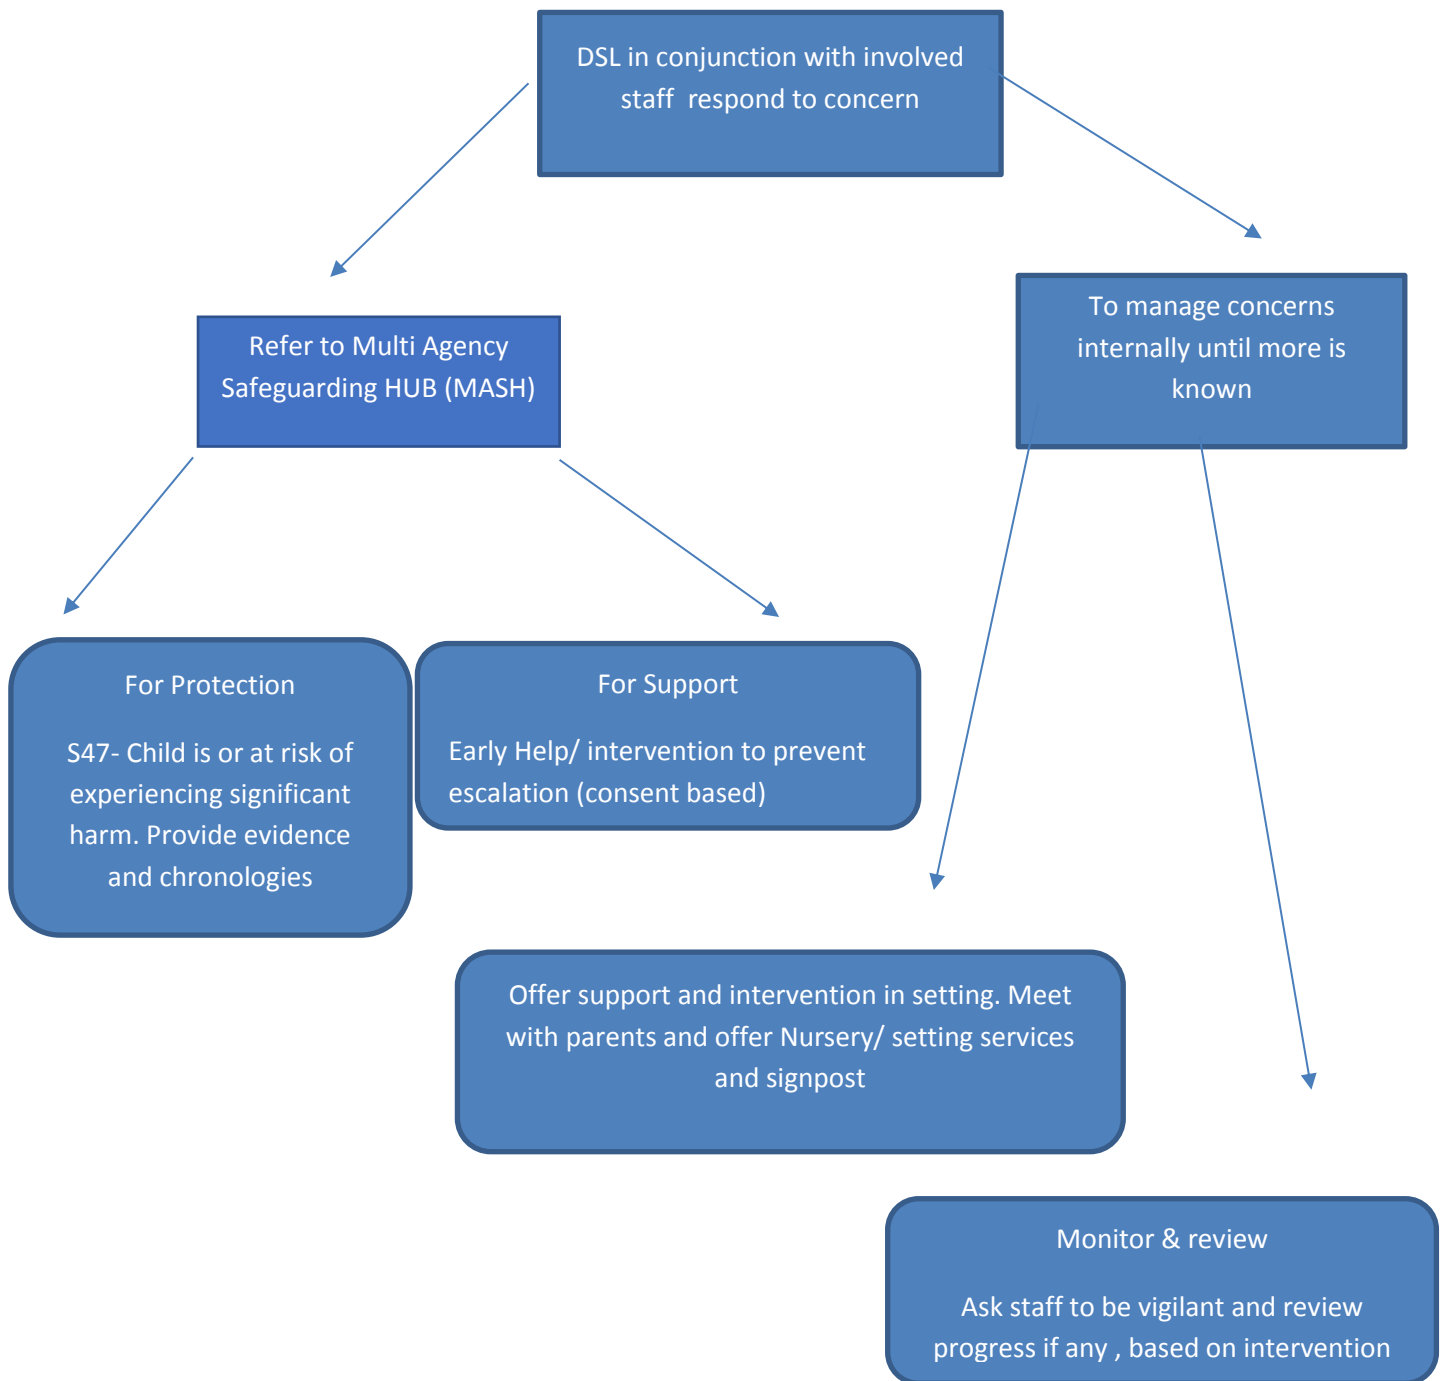 DSL in conjunction with involved
staff  respond to concern
Refer to Multi Agency
Safeguarding HUB (MASH)
To manage concerns
internally until more is
known
For Protection
S47- Child is or at risk of
experiencing significant
harm. Provide evidence
and chronologies
For Support
Early Help/ intervention to prevent
escalation (consent based)
Offer support and intervention in setting. Meet
with parents and offer Nursery/ setting services
and signpost
Monitor & review
Ask staff to be vigilant and review
progress if any , based on intervention